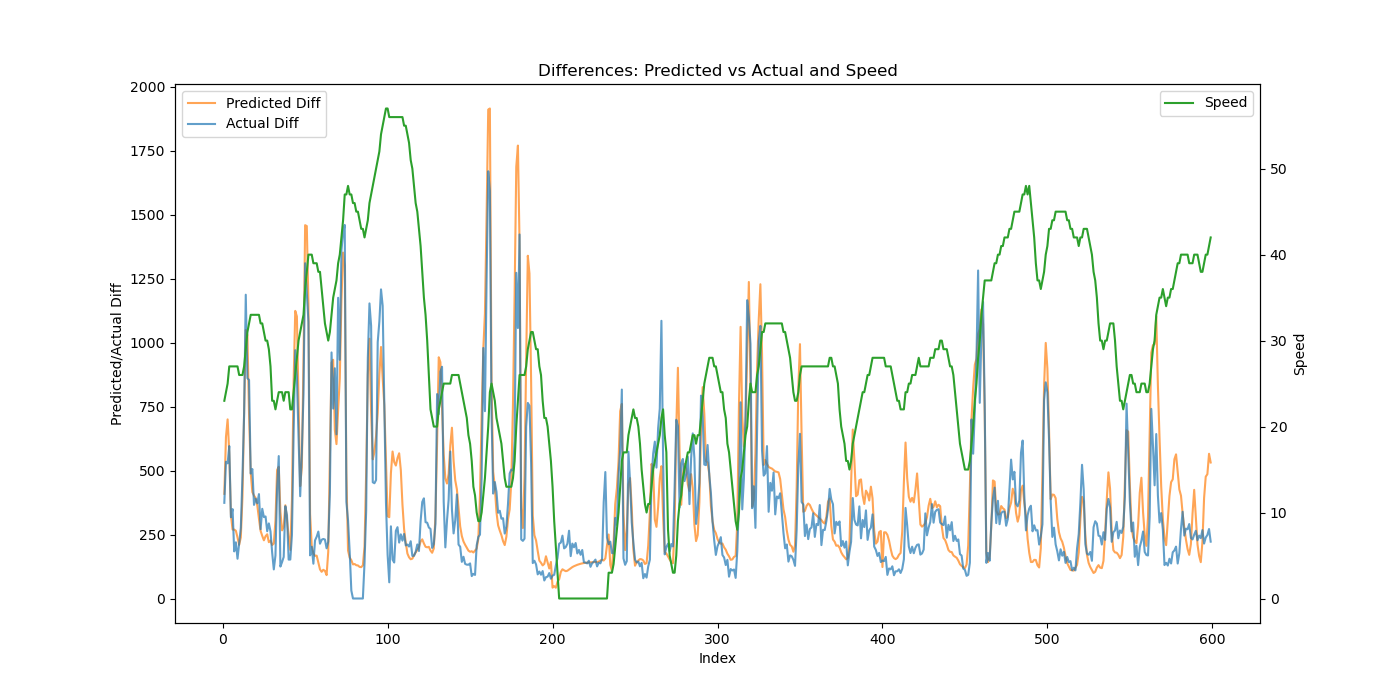 Differences: Predicted vs Actual and Speed
Predicted Diff
Actual Diff
Speed
2000
1750
1500
1250
1000
750
500
250
0
Predicted/Actual Diff
50
40
30
20
10
0
Speed
0 100 200 300 400 500 600
Index